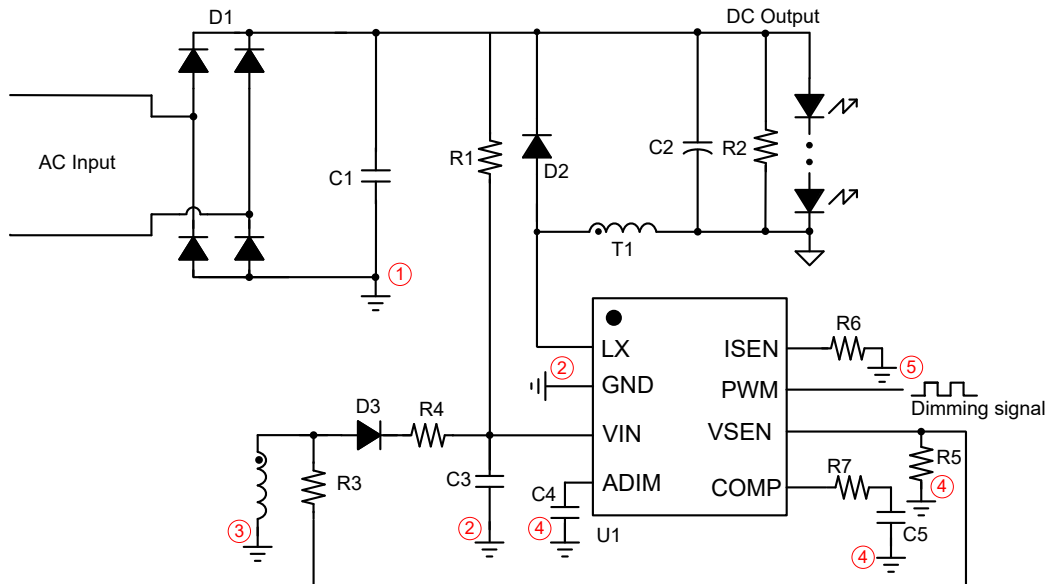 D1
DC Output
AC Input
C1
R1
D2
C2
R2
T1
①
LX
ISEN
R6
②
GND
PWM
⑤
Dimming signal
D3
R4
VIN
VSEN
R3
C3
ADIM
COMP
R7
R5
④
C4
③
②
④
U1
C5
④